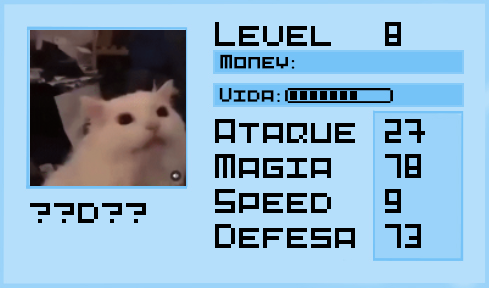 Level 8
Money:
Vida:
Ataque 27
Magia 78
Speed 9
Defesa 73
??D??